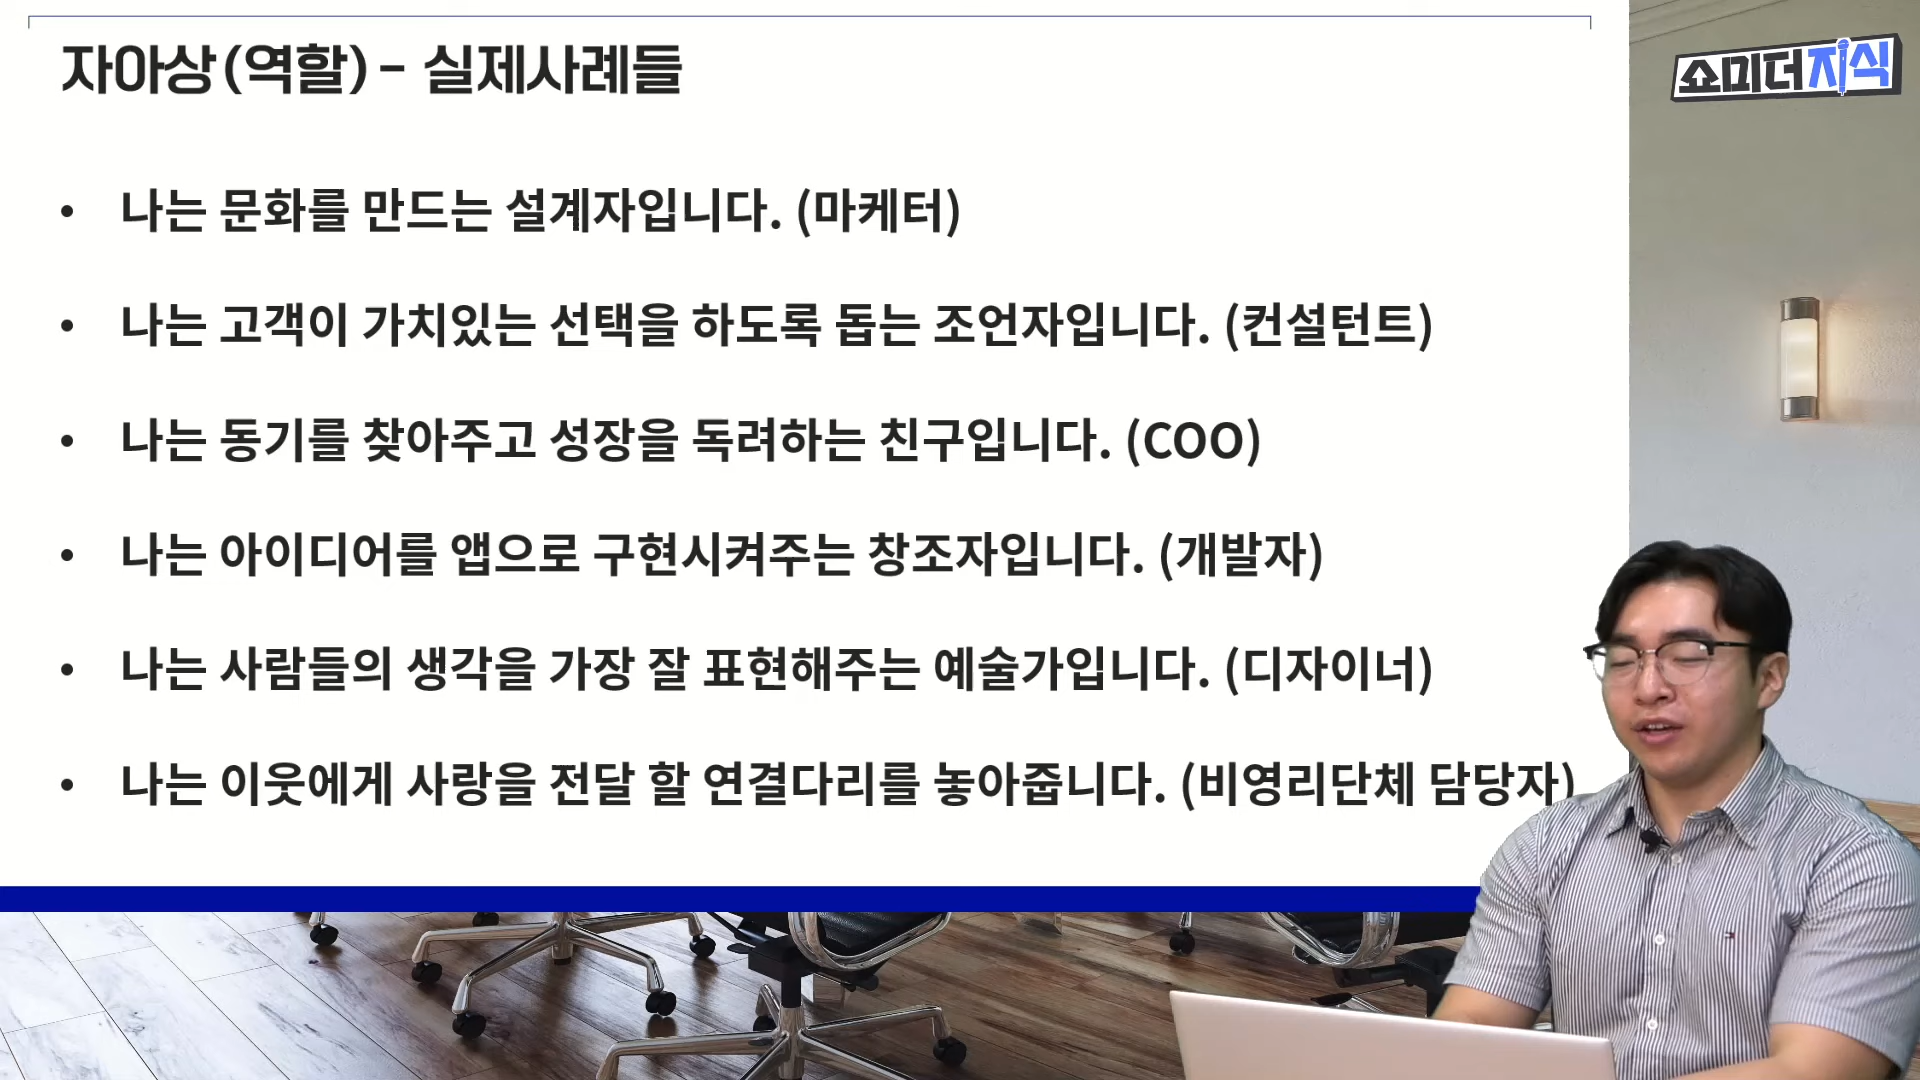 자아상(역할) - 실제사례들
쇼미더지식
• 나는 문화를 만드는 설계자입니다. (마케터)
• 나는 고객이 가치있는 선택을 하도록 돕는 조언자입니다. (컨설턴트)
• 나는 동기를 찾아주고 성장을 독려하는 친구입니다. (COO)
• 나는 아이디어를 앱으로 구현시켜주는 창조자입니다. (개발자)
• 나는 사람들의 생각을 가장 잘 표현해주는 예술가입니다. (디자이너)
• 나는 이웃에게 사랑을 전달 할 연결다리를 놓아줍니다. (비영리단체 담당자)